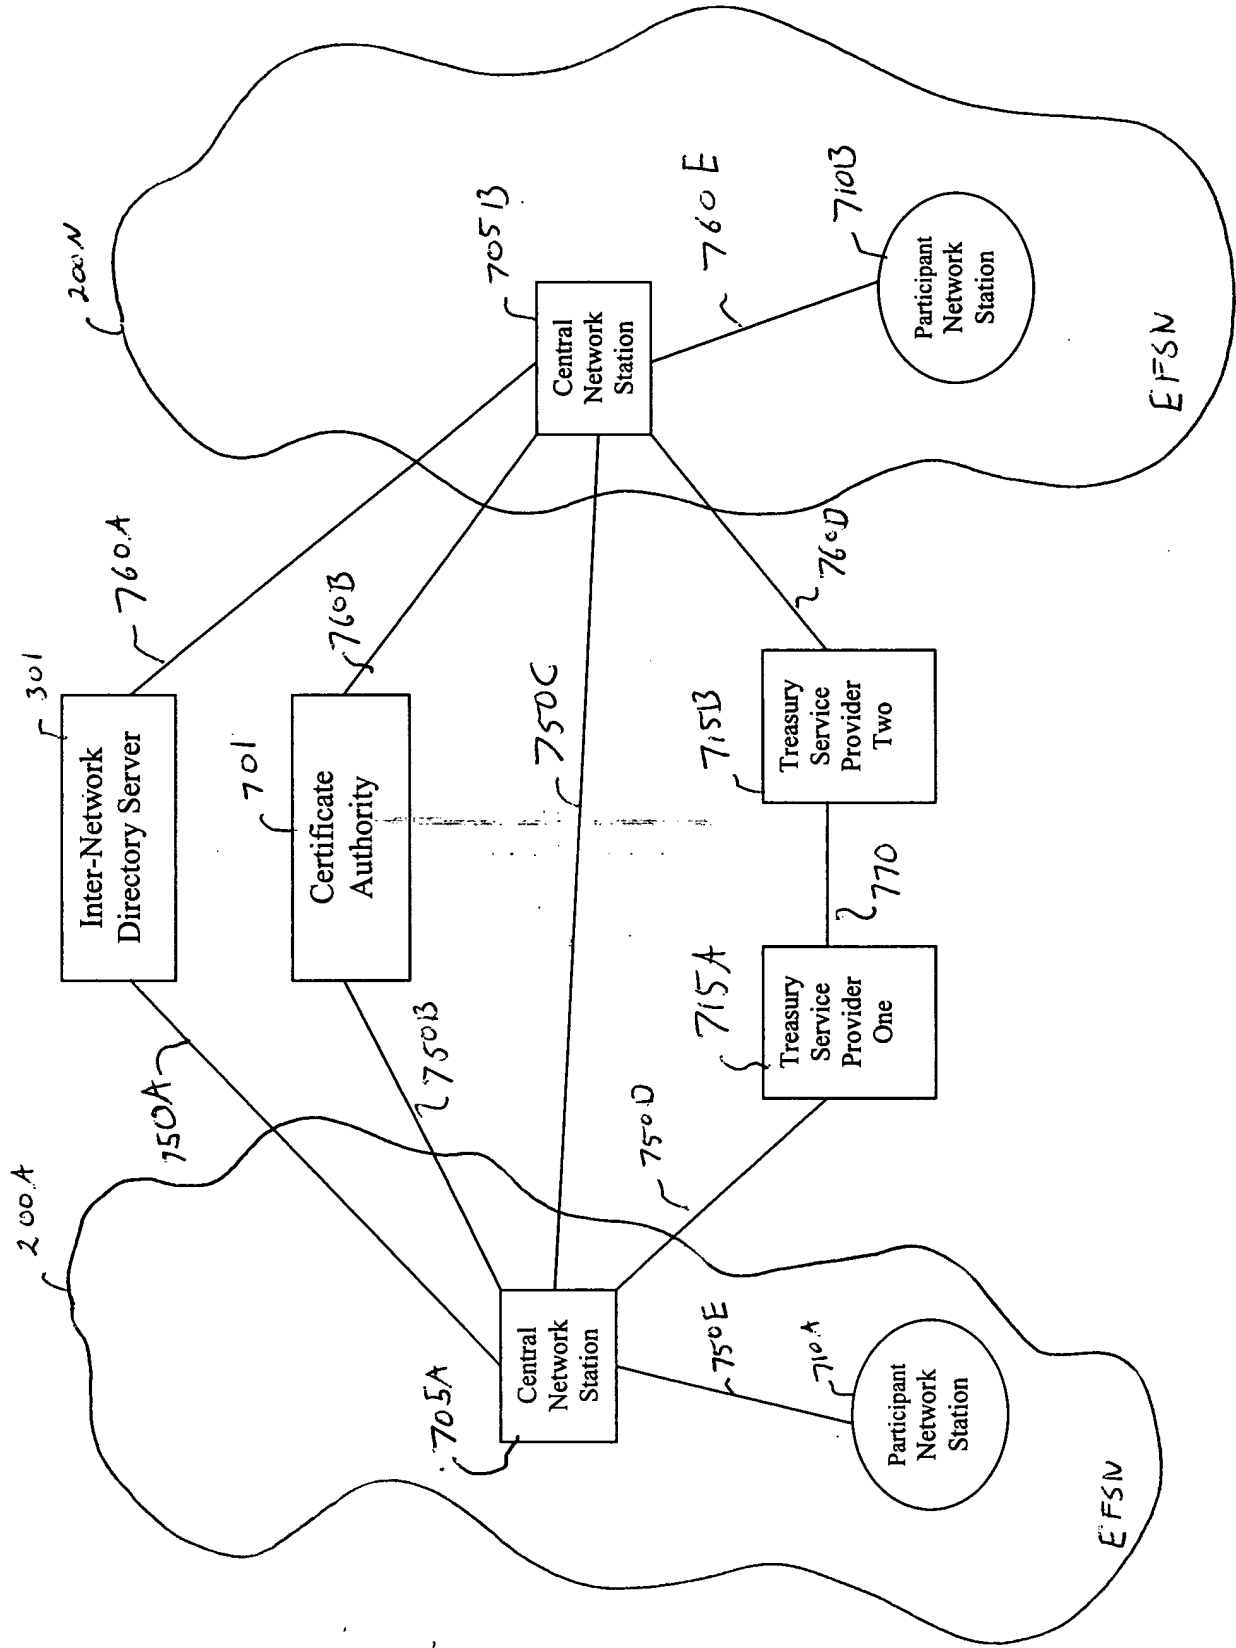 200A
200N
750A
301
Inter-Network
Directory Server
760A
750B
701
Certificate
Authority
760B
705A
Central
Network
Station
750C
705B
Central
Network
Station
750E
750D
760D
760E
710A
Participant
Network
Station
715A
Treasury
Service
Provider
One
770
715B
Treasury
Service
Provider
Two
710B
Participant
Network
Station
EFSN
EFSN